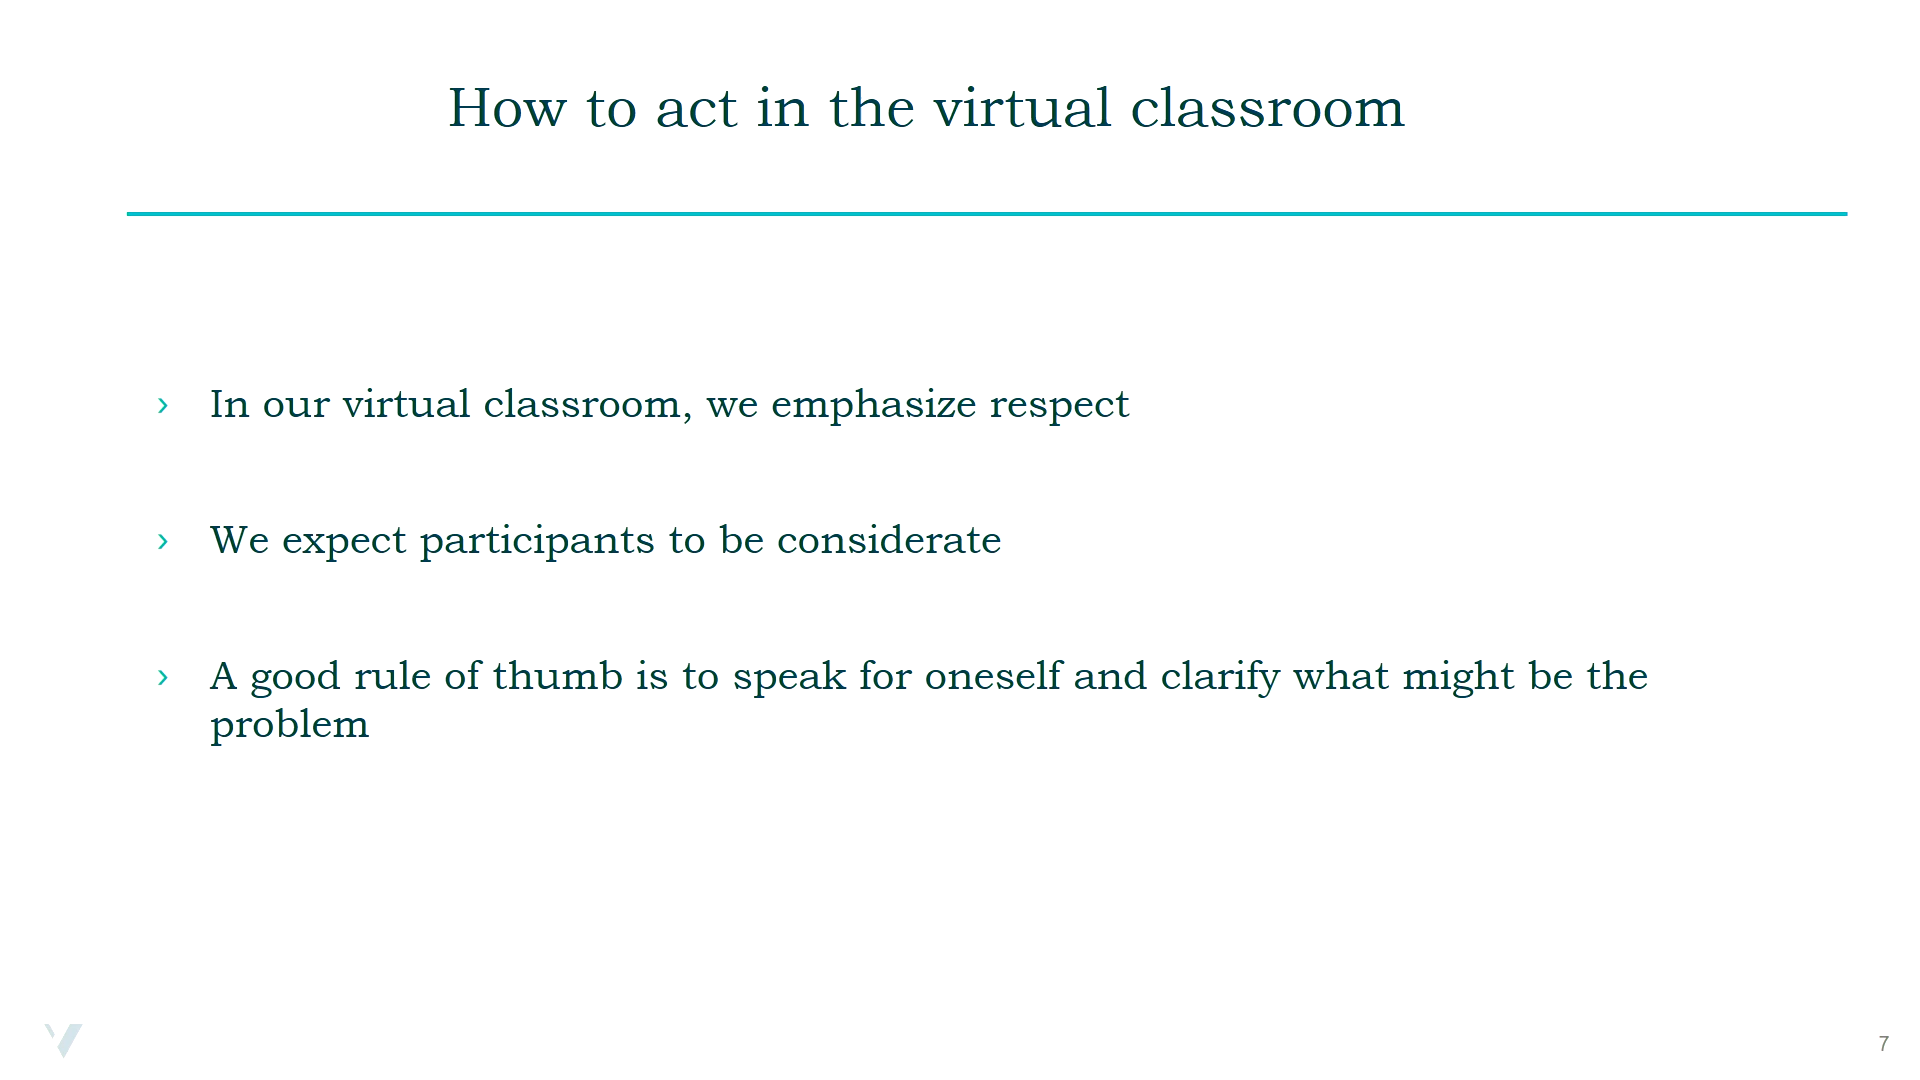 How to act in the virtual classroom
› In our virtual classroom, we emphasize respect
› We expect participants to be considerate
› A good rule of thumb is to speak for oneself and clarify what might be the
problem
7